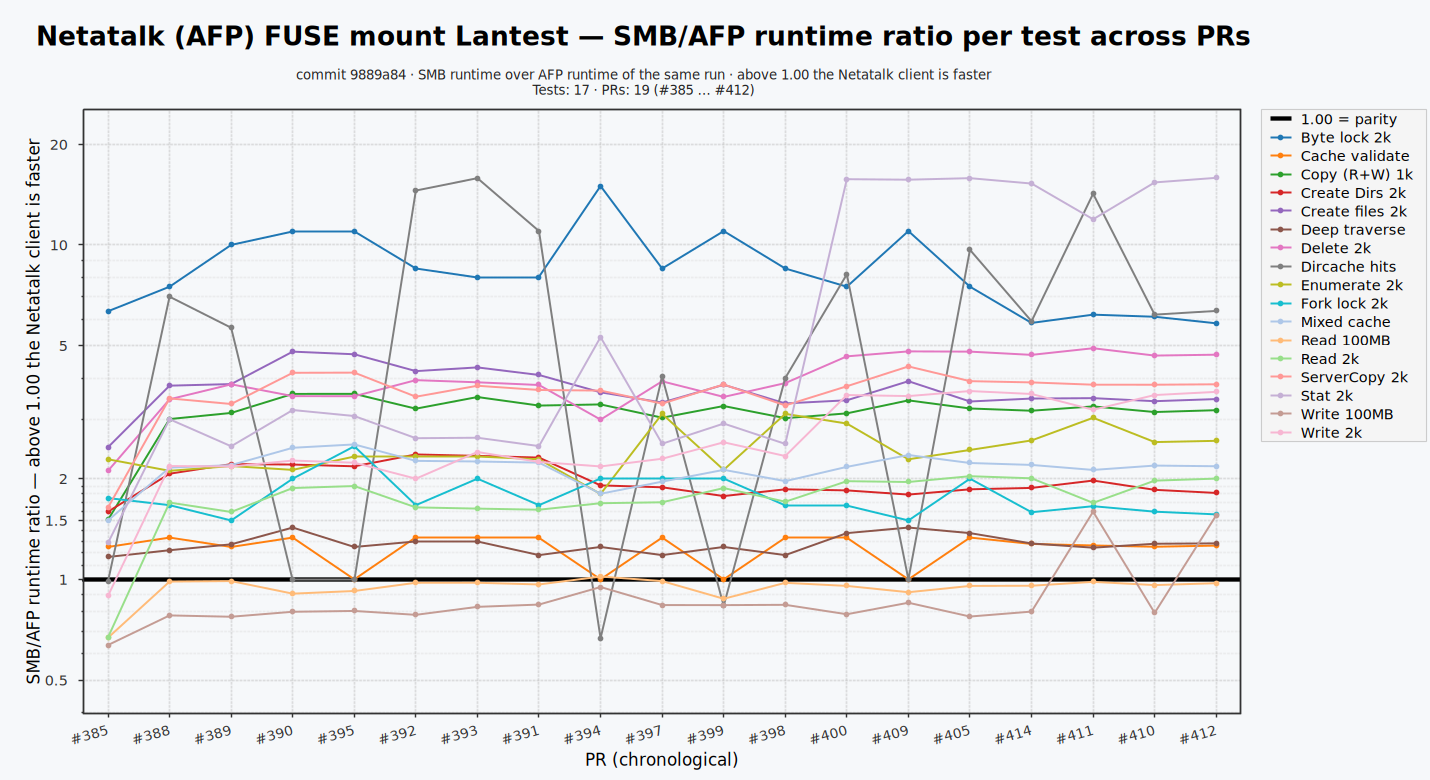 Netatalk (AFP) FUSE mount Lantest — SMB/AFP runtime ratio per test across PRs
commit 9889a84 · SMB runtime over AFP runtime of the same run · above 1.00 the Netatalk client is faster
Tests: 17 · PRs: 19 (#385 … #412)
SMB/AFP runtime ratio — above 1.00 the Netatalk client is faster
20
10
5
2
1.5
1
0.5
#385
#388
#389
#390
#395
#392
#393
#391
#394
#397
#399
#398
#400
#409
#405
#414
#411
#410
#412
PR (chronological)
1.00 = parity
Byte lock 2k
Cache validate
Copy (R+W) 1k
Create Dirs 2k
Create files 2k
Deep traverse
Delete 2k
Dircache hits
Enumerate 2k
Fork lock 2k
Mixed cache
Read 100MB
Read 2k
ServerCopy 2k
Stat 2k
Write 100MB
Write 2k